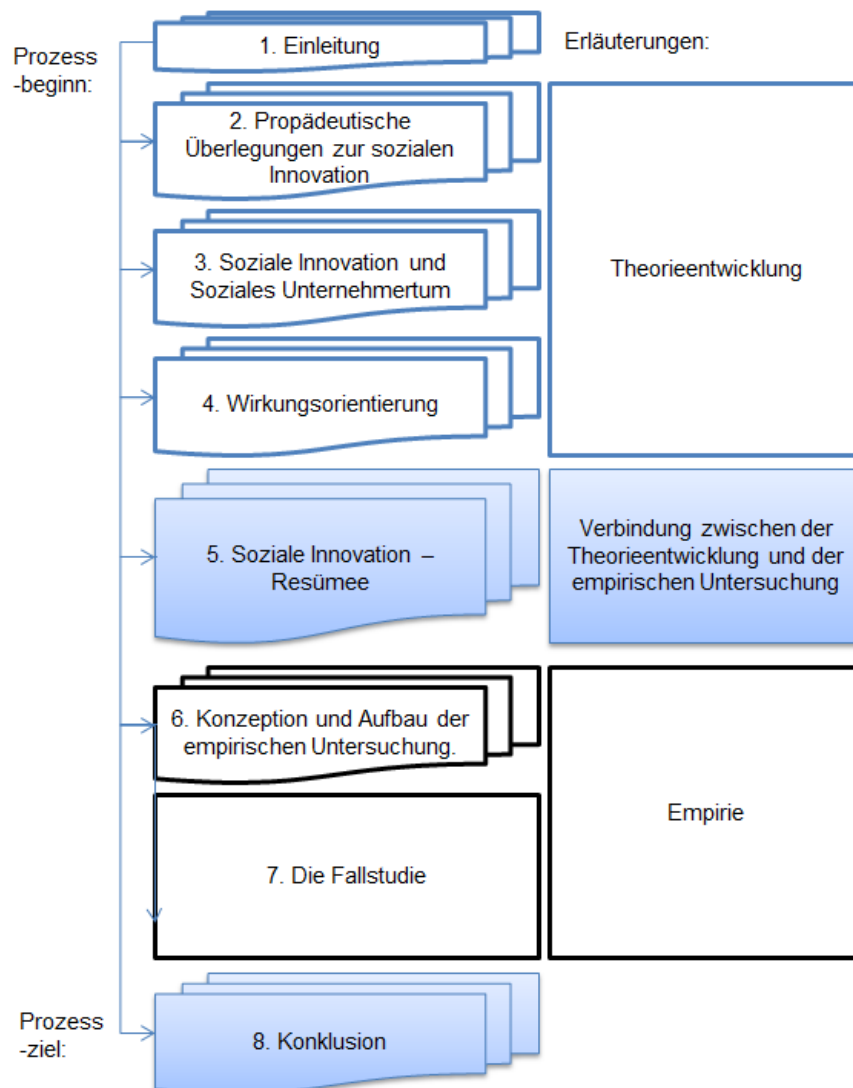 Prozess
-beginn:
1. Einleitung
Erläuterungen:
2. Propädeutische
Überlegungen zur sozialen
Innovation
3. Soziale Innovation und
Soziales Unternehmertum
4. Wirkungsorientierung
Theorieentwicklung
5. Soziale Innovation –
Resümee
Verbindung zwischen der
Theorieentwicklung und der
empirischen Untersuchung
6. Konzeption und Aufbau der
empirischen Untersuchung.
7. Die Fallstudie
Empirie
Prozess
-ziel:
8. Konklusion